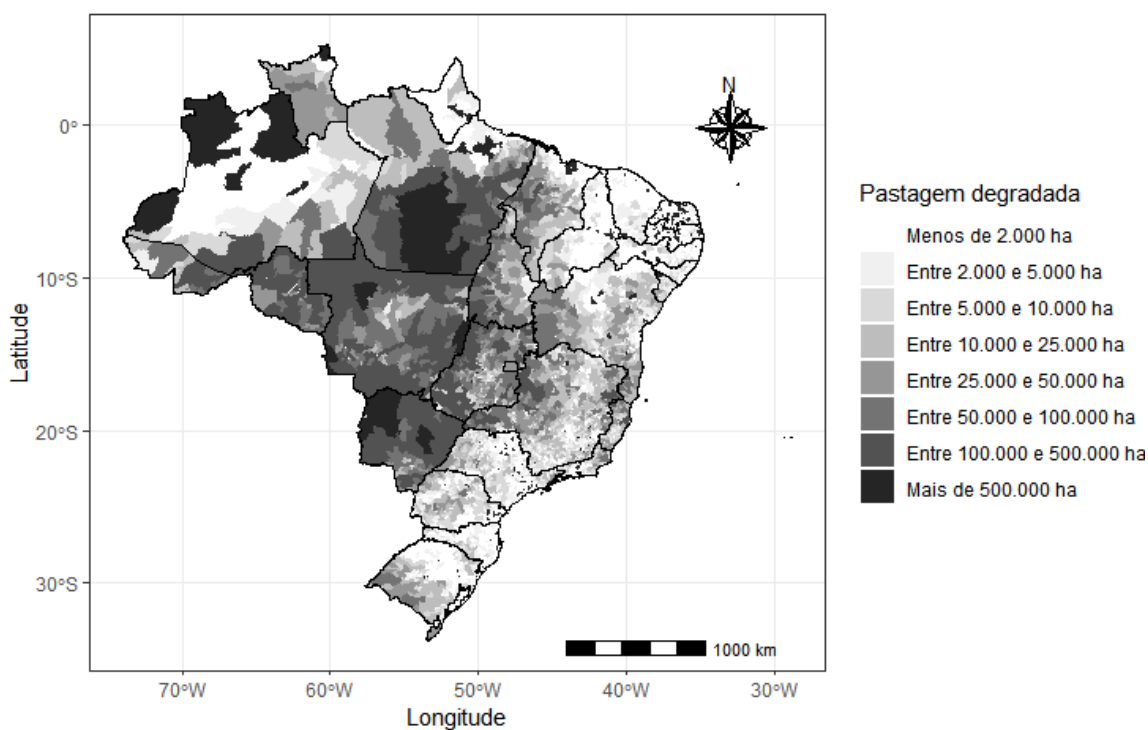 N
0°
10°S
20°S
30°S
Latitude
70°W
60°W
50°W
40°W
30°W
Longitude
1000 km
Pastagem degradada
Menos de 2.000 ha
Entre 2.000 e 5.000 ha
Entre 5.000 e 10.000 ha
Entre 10.000 e 25.000 ha
Entre 25.000 e 50.000 ha
Entre 50.000 e 100.000 ha
Entre 100.000 e 500.000 ha
Mais de 500.000 ha